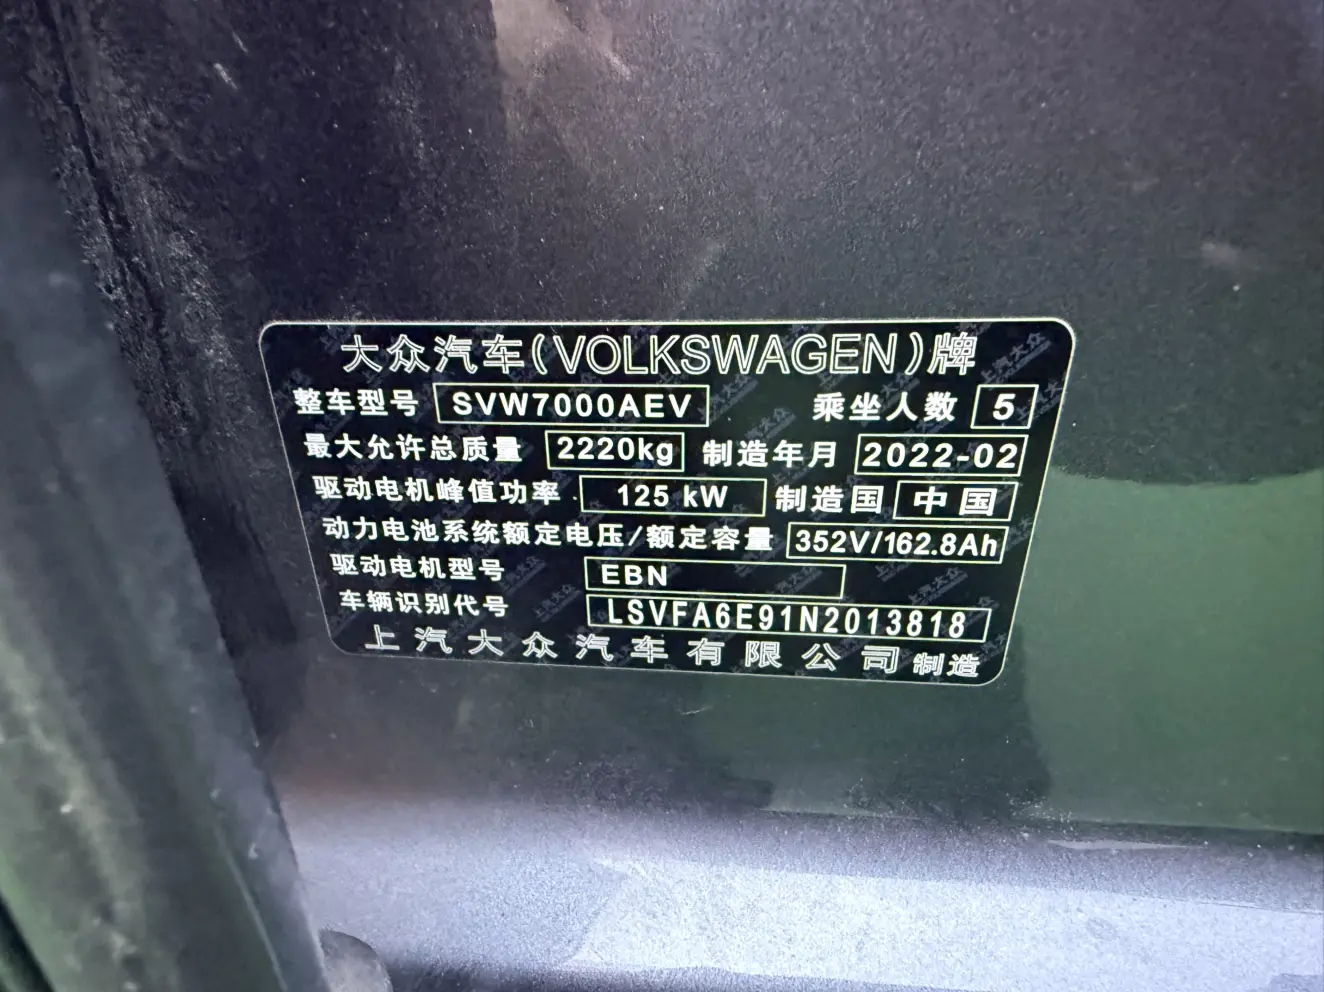 大众汽车(VOLKSWAGEN)牌
整车型号 SVW7000AEV 乘坐人数 5
最大允许总质量 2220kg 制造年月 2022-02
驱动电机峰值功率 125 kW 制造国 中国
动力电池系统额定电压/额定容量 352V/162.8Ah
驱动电机型号 EBN
车辆识别代号 LSVFA6E91N2013818
上汽大众汽车有限公司 制造